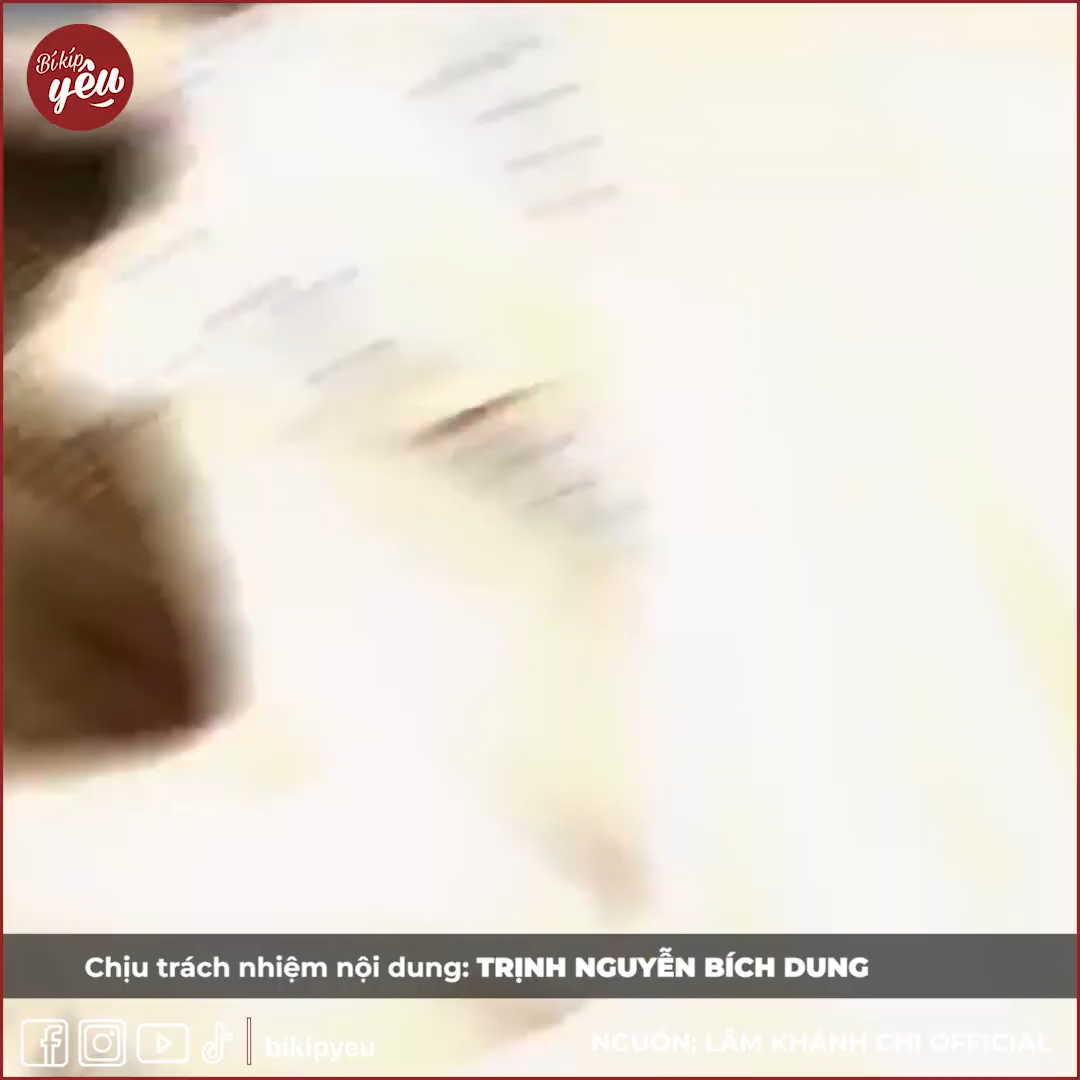 Bí kíp
yêu
Chịu trách nhiệm nội dung: TRỊNH NGUYỄN BÍCH DUNG
bikipyeu
NGUỒN: LÂM KHÁNH CHI OFFICIAL